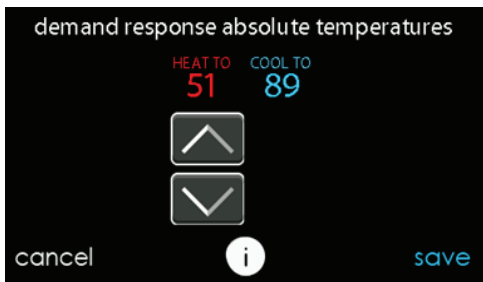 demand response absolute temperatures
HEAT TO COOL TO
51 89
cancel i save